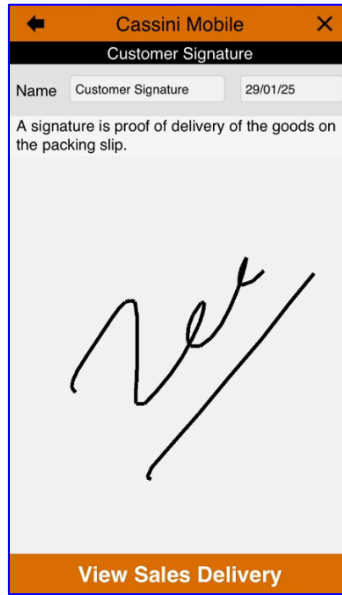 Cassini Mobile
Customer Signature
Name Customer Signature 29/01/25
A signature is proof of delivery of the goods on
the packing slip.
View Sales Delivery